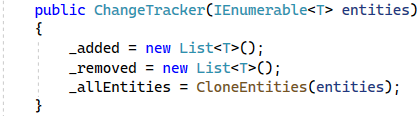 public ChangeTracker(IEnumerable<T> entities)
{
_added = new List<T>();
_removed = new List<T>();
_allEntities = CloneEntities(entities);
}